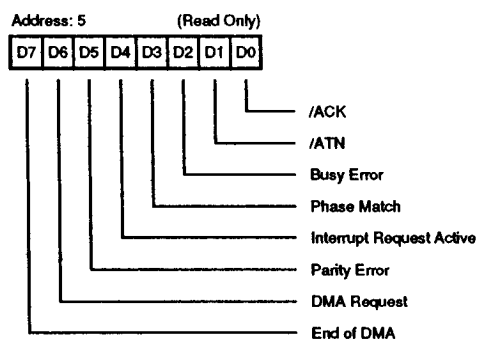 Address: 5 (Read Only)
D7 D6 D5 D4 D3 D2 D1 D0
/ACK
/ATN
Busy Error
Phase Match
Interrupt Request Active
Parity Error
DMA Request
End of DMA